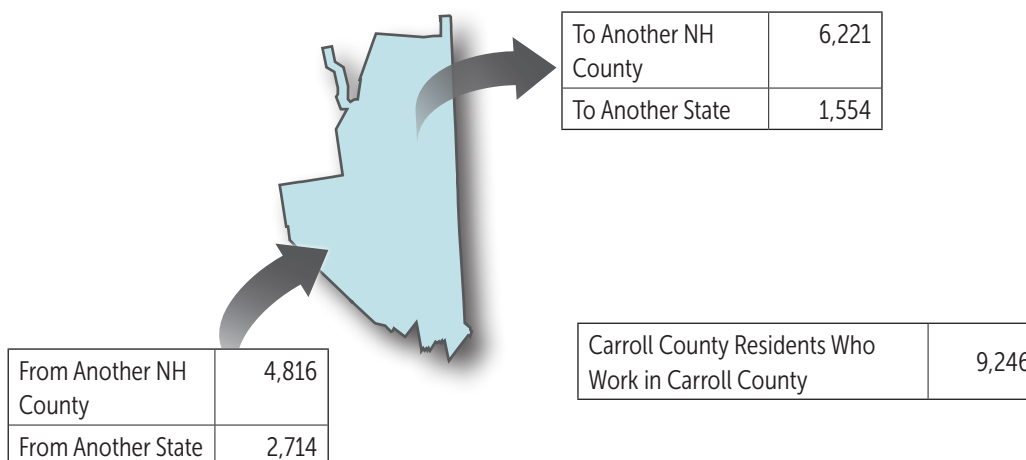 To Another NH County 6,221
To Another State 1,554
Carroll County Residents Who Work in Carroll County 9,246
From Another NH County 4,816
From Another State 2,714